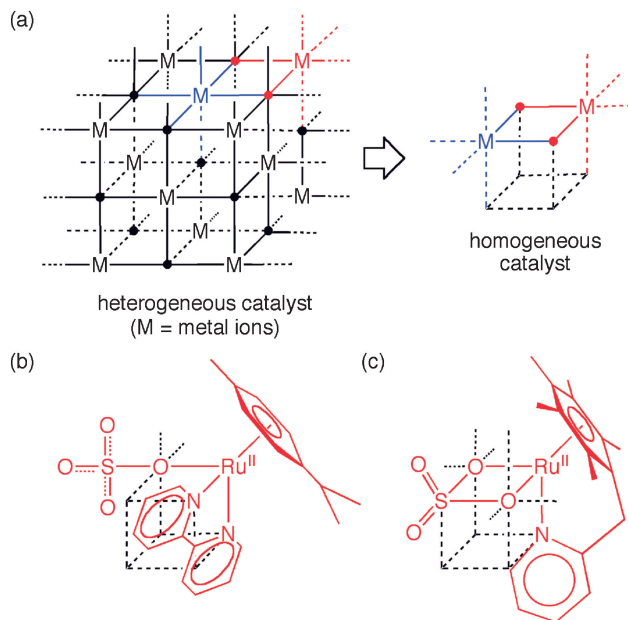 (a)
M M
M
M M M
M M
M M
M
M M
M
M
homogeneous
catalyst
heterogeneous catalyst
(M = metal ions)
(b)
O
O S O Ru^II
O
N
N
(c)
O Ru^II
O
S O
O
N